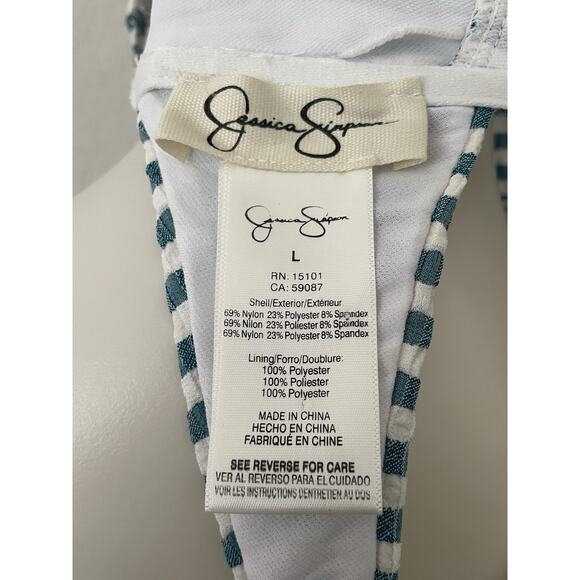 Jessica Simpson
Jessica Simpson
L
RN. 15101
CA: 59087
Shell/Exterior/Extérieur:
69% Nylon 23% Polyester 8% Spandex
69% Nilon 23% Poliester 8% Spandex
69% Nylon 23% Polyester 8% Spandex
Lining/Forro/Doublure:
100% Polyester
100% Poliester
100% Polyester
MADE IN CHINA
HECHO EN CHINA
FABRIQUÉ EN CHINE
SEE REVERSE FOR CARE
VER AL REVERSO PARA EL CUIDADO
VOIR LES INSTRUCTIONS D'ENTRETIEN AU DOS